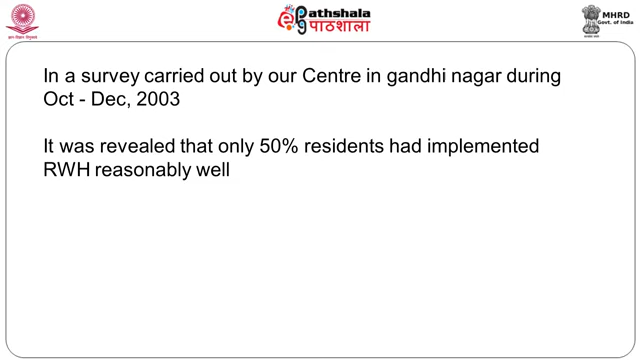 ePathshala
पाठशाला
MHRD
Govt. of India
In a survey carried out by our Centre in gandhi nagar during
Oct - Dec, 2003
It was revealed that only 50% residents had implemented
RWH reasonably well